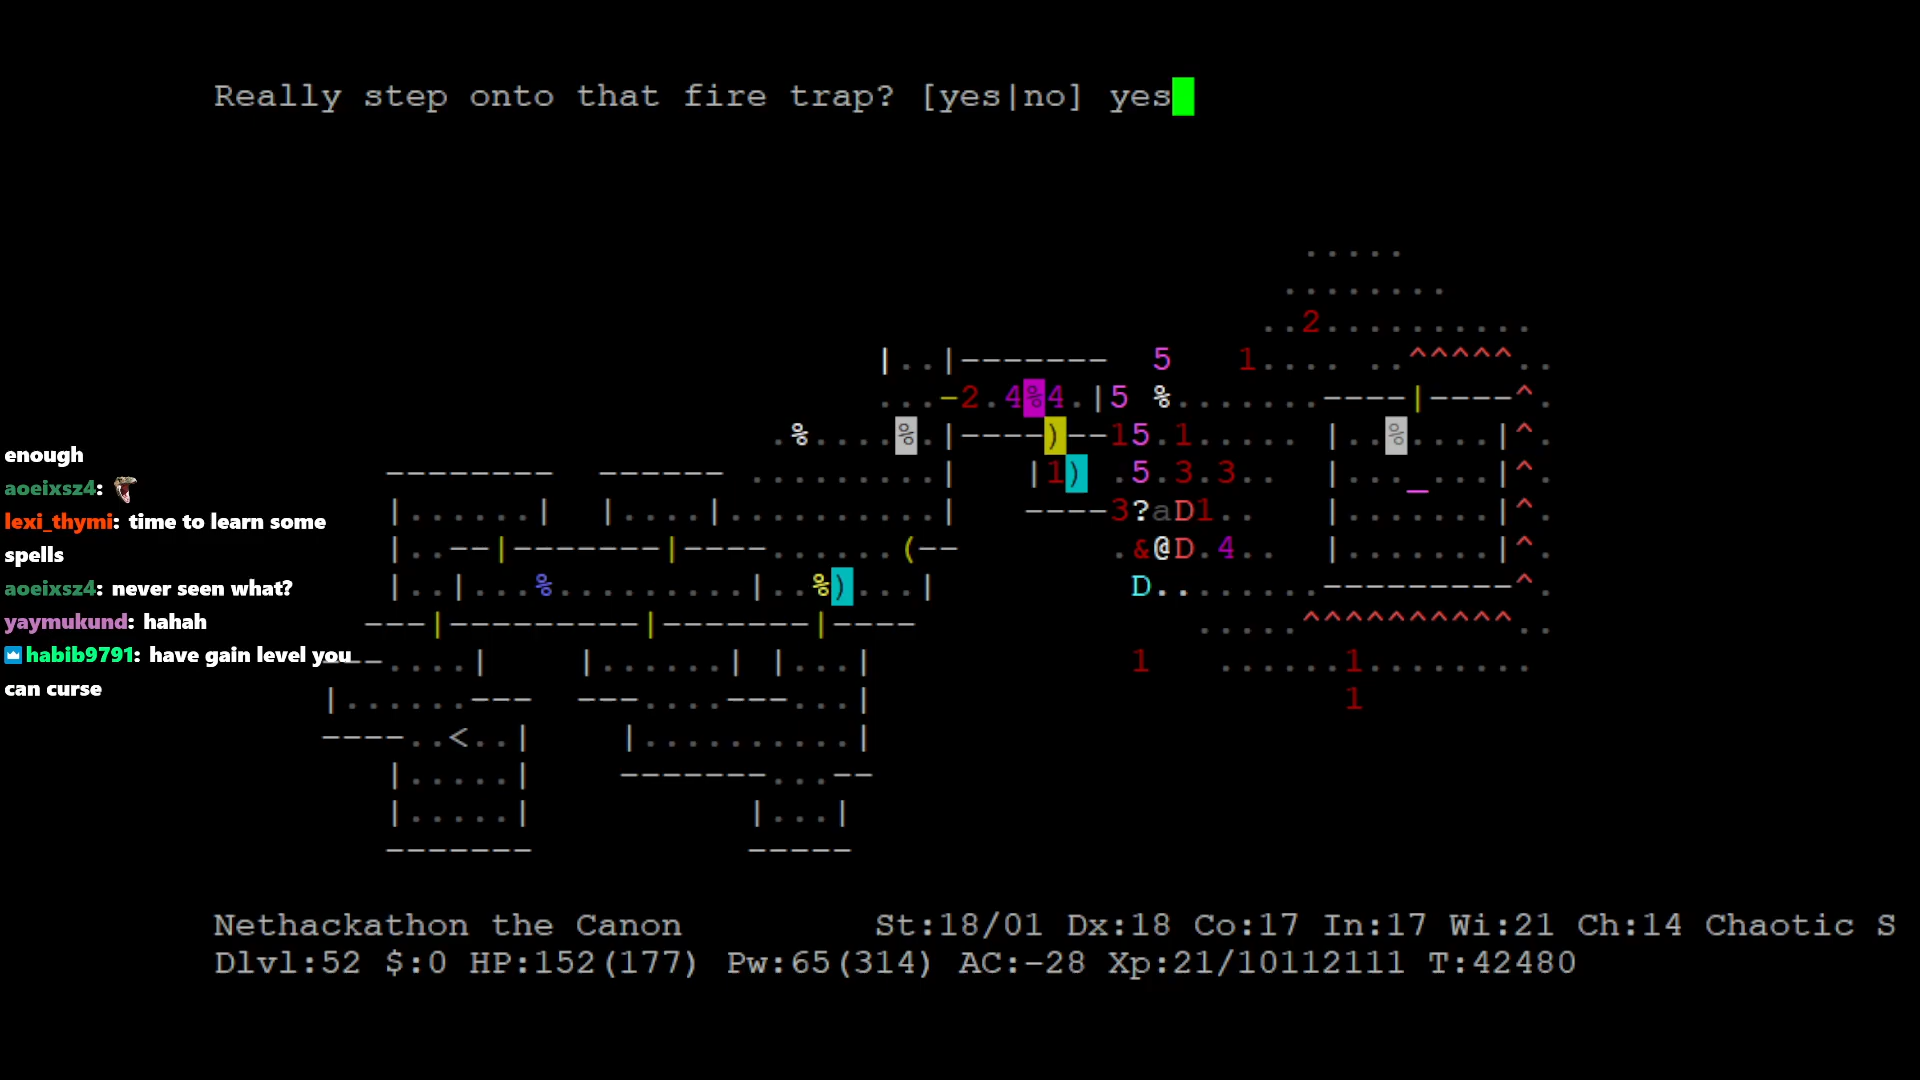 Really step onto that fire trap? [yes|no] yes
enough
aoeixsz4:
lexi_thymi: time to learn some
spells
aoeixsz4: never seen what?
yaymukund: hahah
habib9791: have gain level you
can curse
Nethackathon the Canon St:18/01 Dx:18 Co:17 In:17 Wi:21 Ch:14 Chaotic S
Dlvl:52 $:0 HP:152(177) Pw:65(314) AC:-28 Xp:21/10112111 T:42480